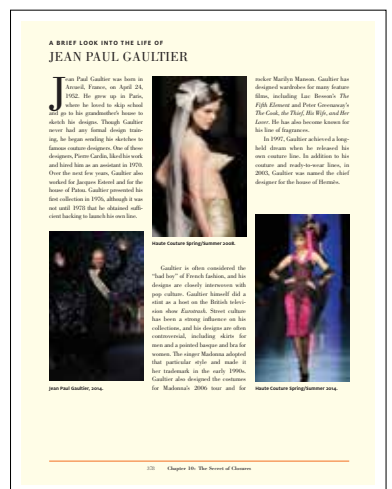 A BRIEF LOOK INTO THE LIFE OF
JEAN PAUL GAULTIER
Jean Paul Gaultier was born in
Arcueil, France, on April 24,
1952. He grew up in Paris,
where he loved to skip school
and go to his grandmother's house to
sketch his designs. Though Gaultier
never had any formal design train-
ing, he began sending his sketches to
famous couture designers. One of those
designers, Pierre Cardin, liked his work
and hired him as an assistant in 1970.
Over the next few years, Gaultier also
worked for Jacques Esterel and for the
house of Patou. Gaultier presented his
first collection in 1976, although it was
not until 1978 that he obtained suffi-
cient backing to launch his own line.
Jean Paul Gaultier, 2014.
Haute Couture Spring/Summer 2008.
Gaultier is often considered the
"bad boy" of French fashion, and his
designs are closely interwoven with
pop culture. Gaultier himself did a
stint as a host on the British televi-
sion show Eurotrash. Street culture
has been a strong influence on his
collections, and his designs are often
controversial, including skirts for
men and a pointed basque and bra for
women. The singer Madonna adopted
that particular style and made it
her trademark in the early 1990s.
Gaultier also designed the costumes
for Madonna's 2006 tour and for
rocker Marilyn Manson. Gaultier has
designed wardrobes for many feature
films, including Luc Besson's The
Fifth Element and Peter Greenaway's
The Cook, the Thief, His Wife, and Her
Lover. He has also become known for
his line of fragrances.
In 1997, Gaultier achieved a long-
held dream when he released his
own couture line. In addition to his
couture and ready-to-wear lines, in
2003, Gaultier was named the chief
designer for the house of Hermès.
Haute Couture Spring/Summer 2014.
Chapter 10: The Secret of Closures